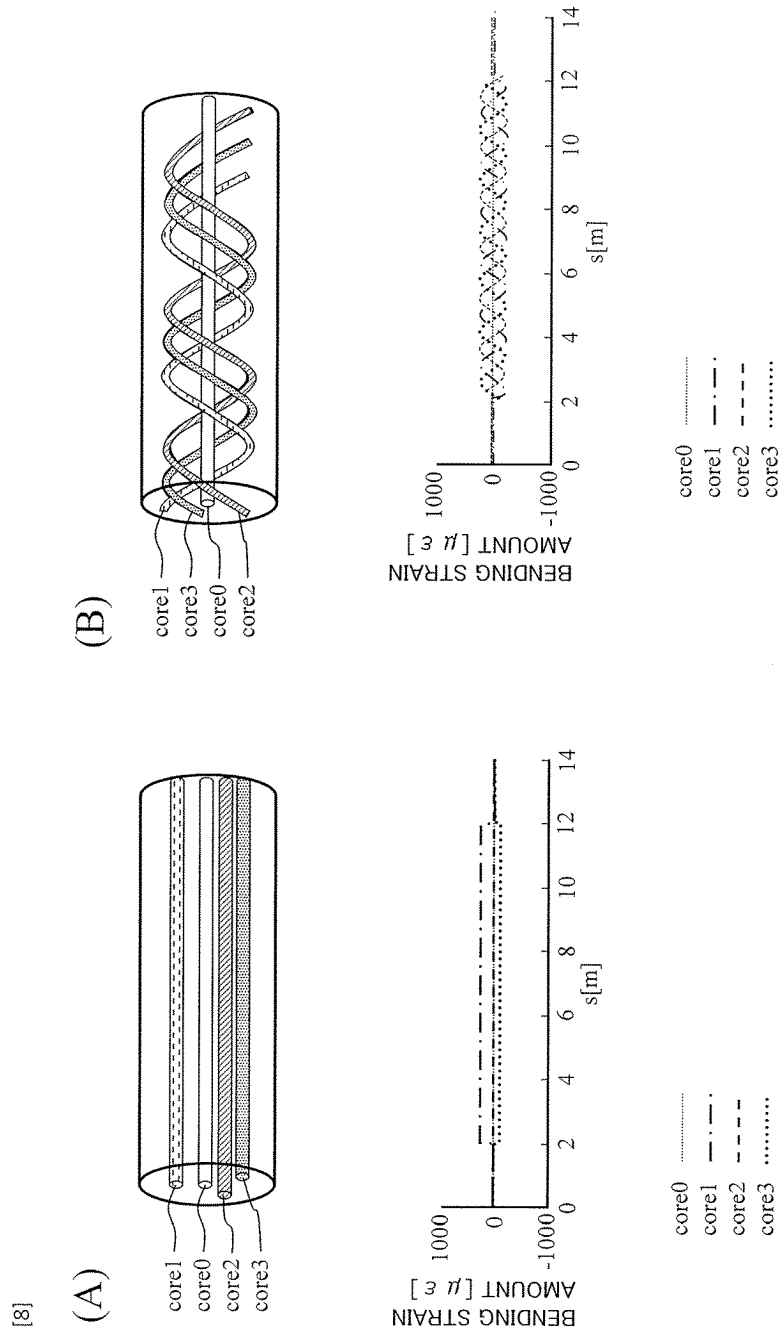 [8]
(A)
core1
core0
core2
core3
BENDING STRAIN
AMOUNT [ μ ε ]
1000
0
-1000
0
2
4
6
8
10
12
14
s[m]
core0
core1
core2
core3
(B)
core1
core3
core0
core2
BENDING STRAIN
AMOUNT [ μ ε ]
1000
0
-1000
0
2
4
6
8
10
12
14
s[m]
core0
core1
core2
core3